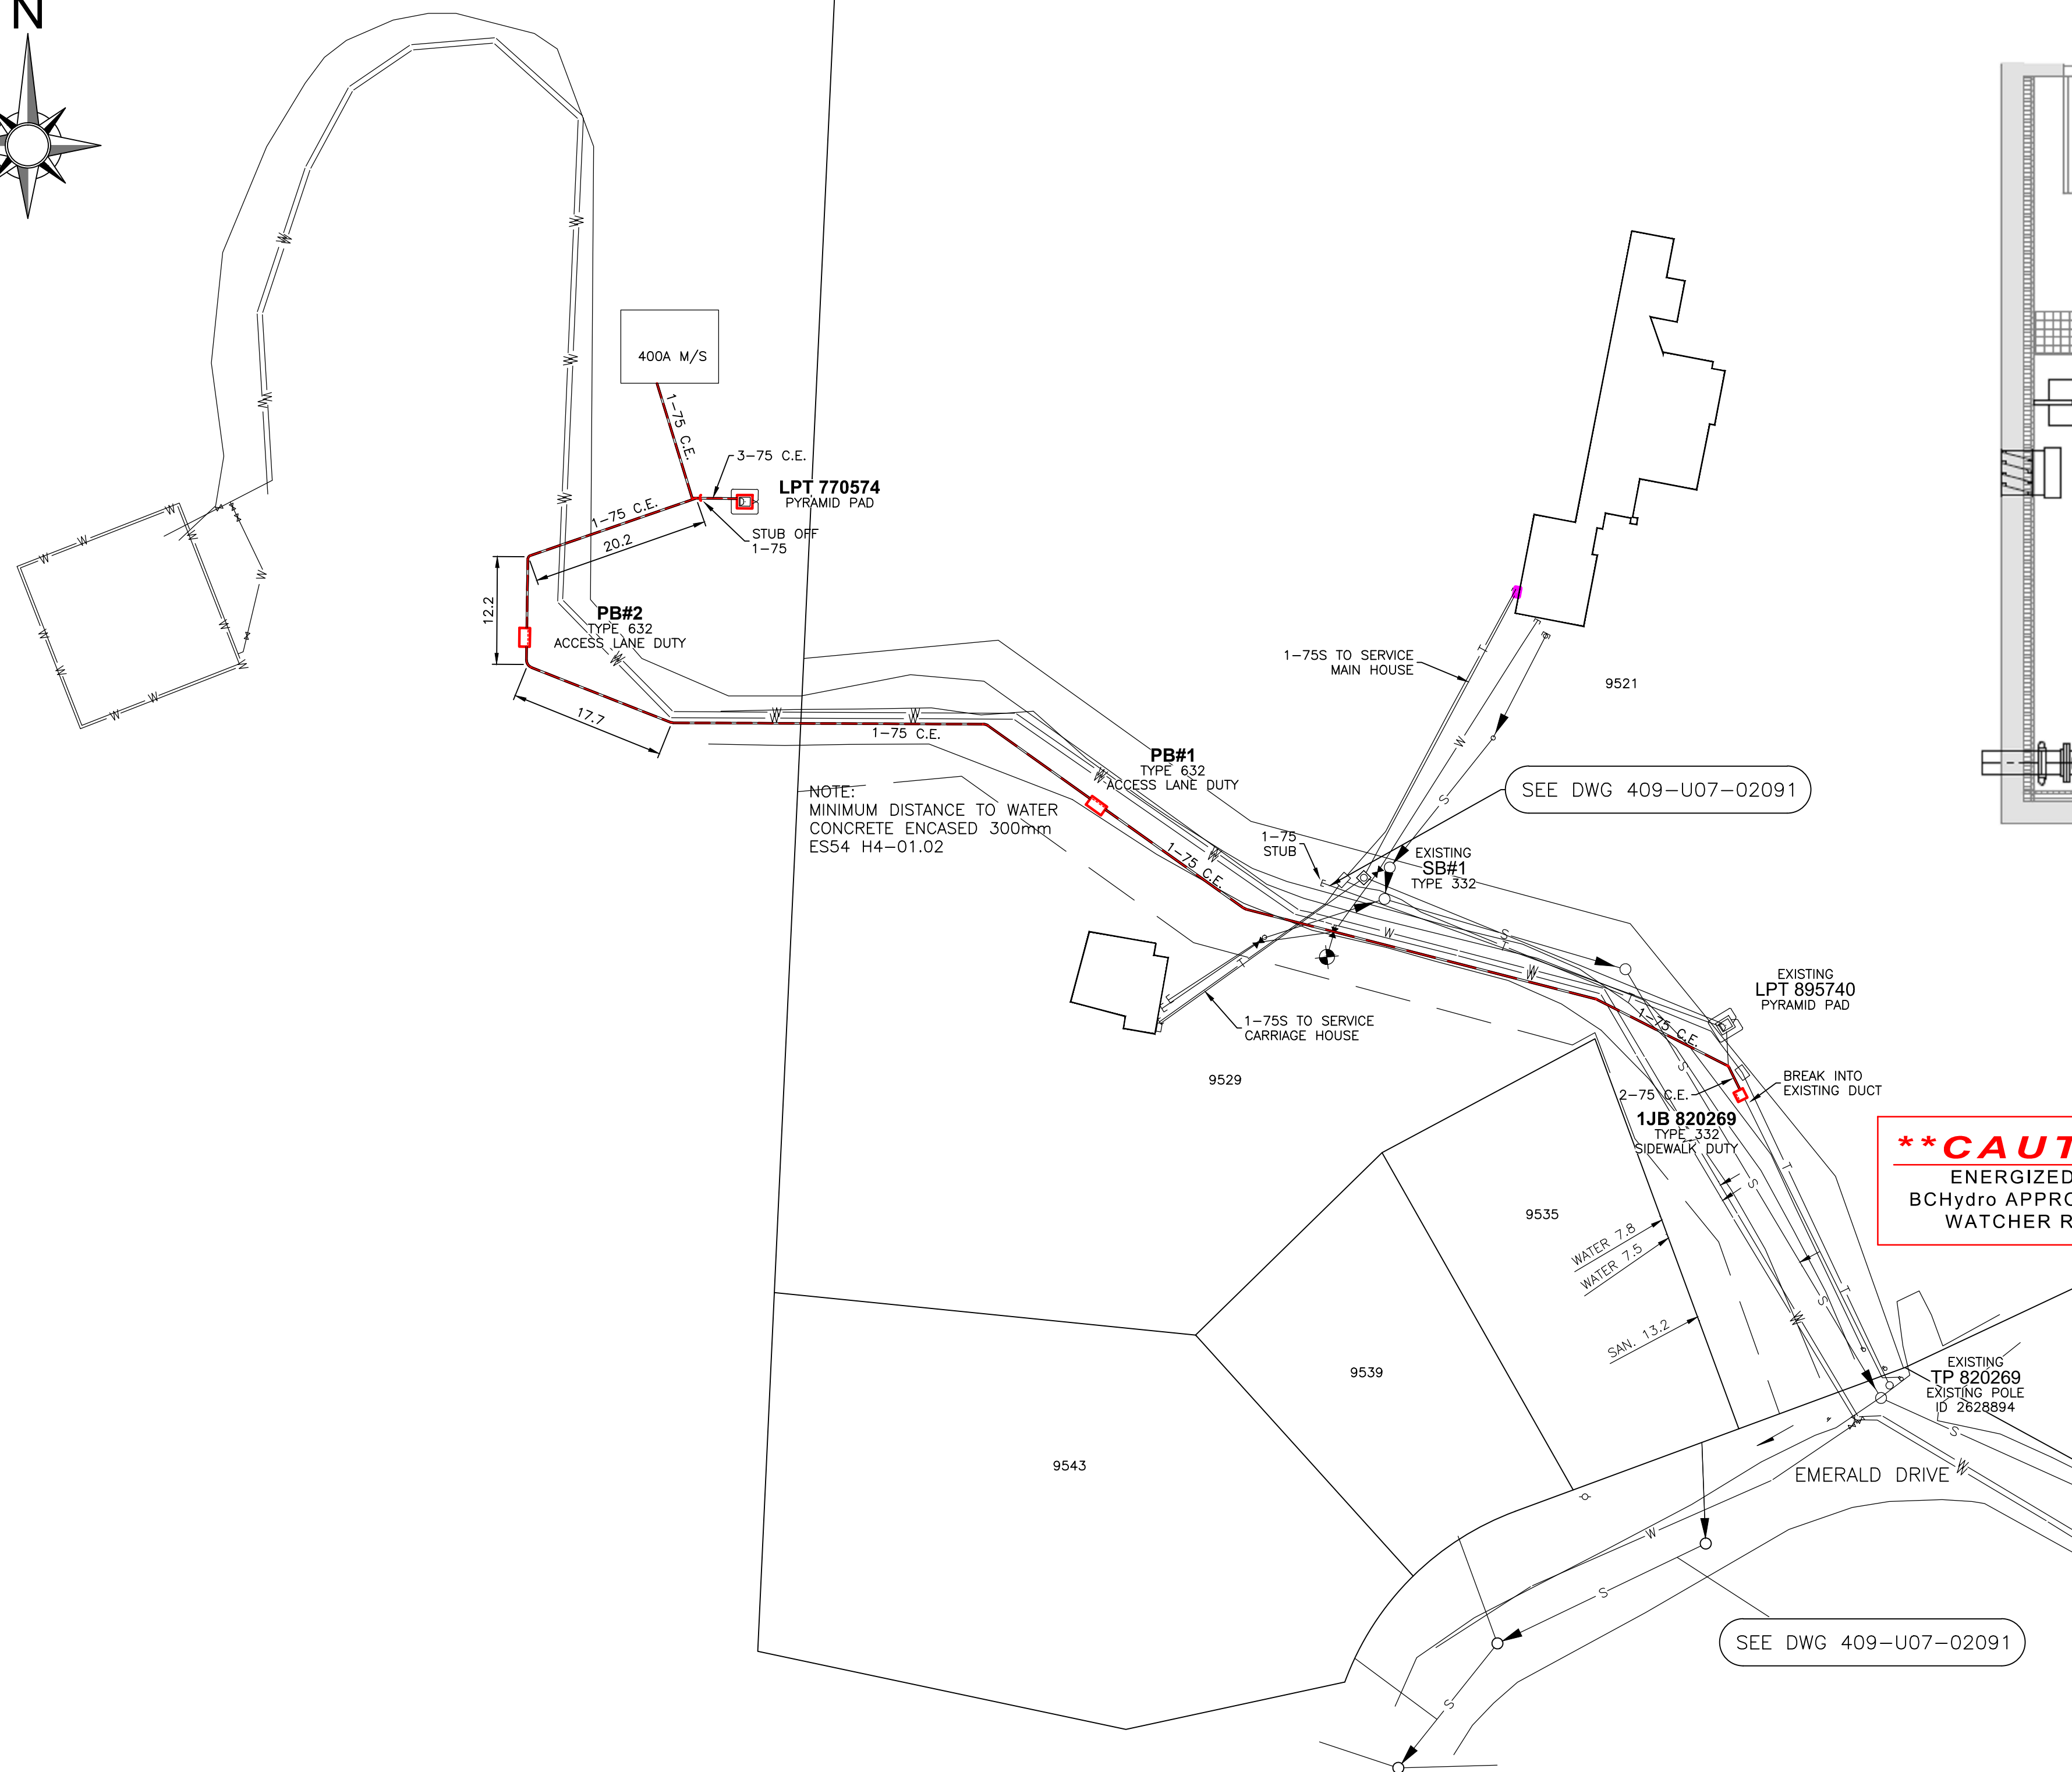 N
400A M/S
1-75 C.E.
3-75 C.E.
LPT 770574
PYRAMID PAD
1-75 C.E.
20.2
STUB OFF
1-75
12.2
PB#2
TYPE 632
ACCESS LANE DUTY
17.7
1-75 C.E.
NOTE:
MINIMUM DISTANCE TO WATER
CONCRETE ENCASED 300mm
ES54 H4-01.02
PB#1
TYPE 632
ACCESS LANE DUTY
1-75 C.E.
1-75S TO SERVICE
MAIN HOUSE
9521
SEE DWG 409-U07-02091
1-75
STUB
EXISTING
SB#1
TYPE 332
1-75S TO SERVICE
CARRIAGE HOUSE
9529
EXISTING
LPT 895740
PYRAMID PAD
1-75 C.E.
2-75 C.E.
BREAK INTO
EXISTING DUCT
1JB 820269
TYPE 332
SIDEWALK DUTY
**CAUT
ENERGIZED
BCHydro APPRO
WATCHER R
9535
WATER 7.8
WATER 7.5
SAN. 13.2
9539
9543
EXISTING
TP 820269
EXISTING POLE
ID 2628894
EMERALD DRIVE
SEE DWG 409-U07-02091